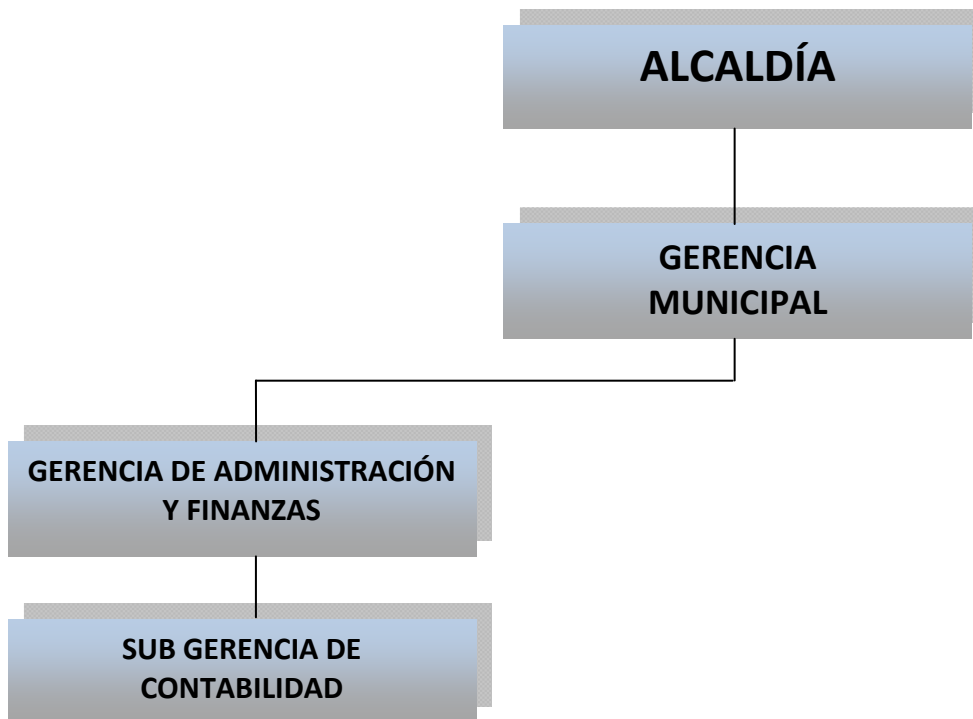 ALCALDÍA
GERENCIA
MUNICIPAL
GERENCIA DE ADMINISTRACIÓN
Y FINANZAS
SUB GERENCIA DE
CONTABILIDAD